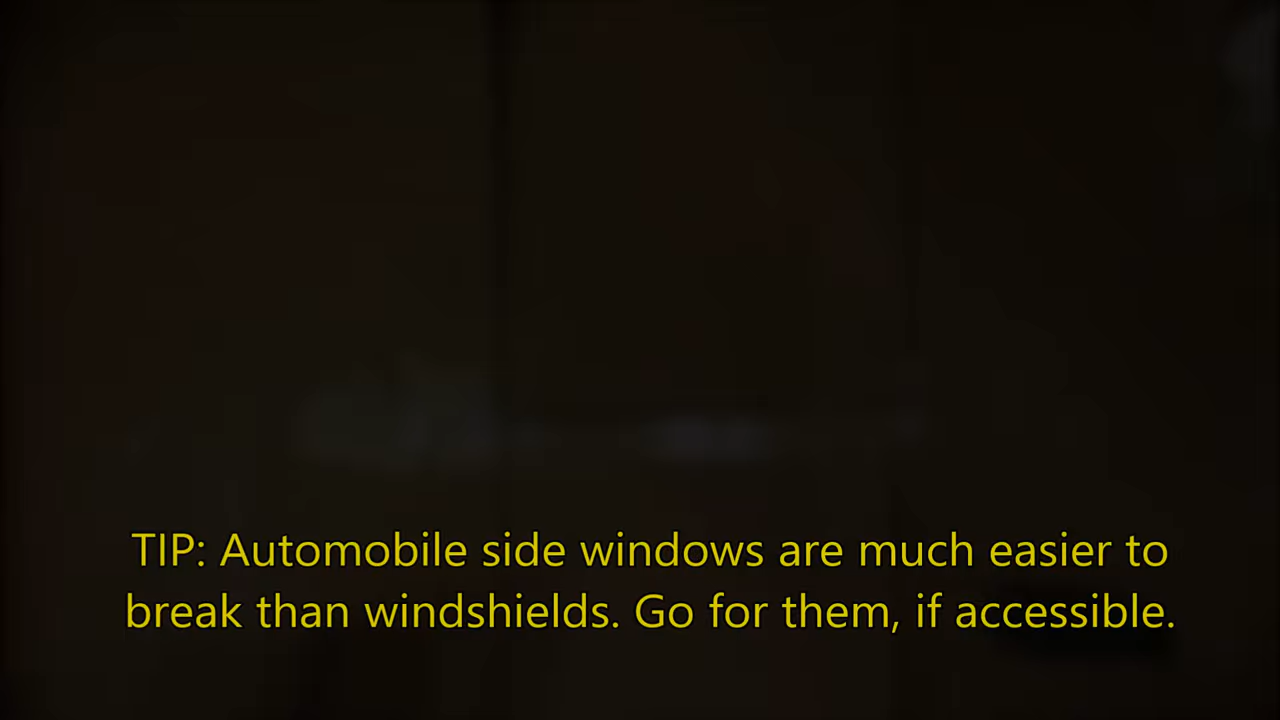 TIP: Automobile side windows are much easier to
break than windshields. Go for them, if accessible.